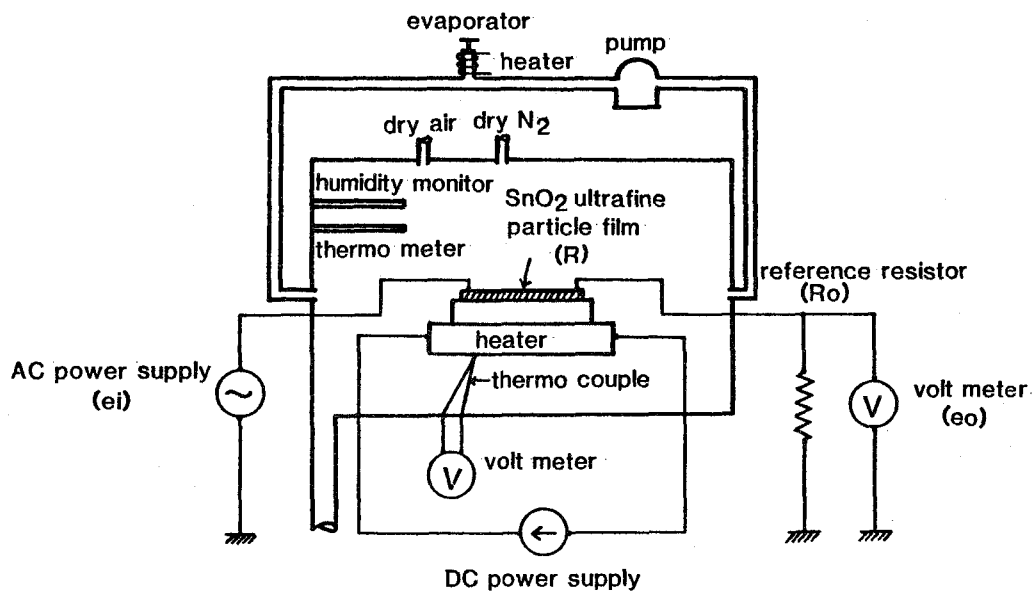 evaporator
heater
pump
dry air
dry N2
humidity monitor
thermo meter
SnO2 ultrafine
particle film
(R)
reference resistor
(Ro)
heater
thermo couple
AC power supply
(ei)
~
volt meter
(eo)
V
V
volt meter
DC power supply